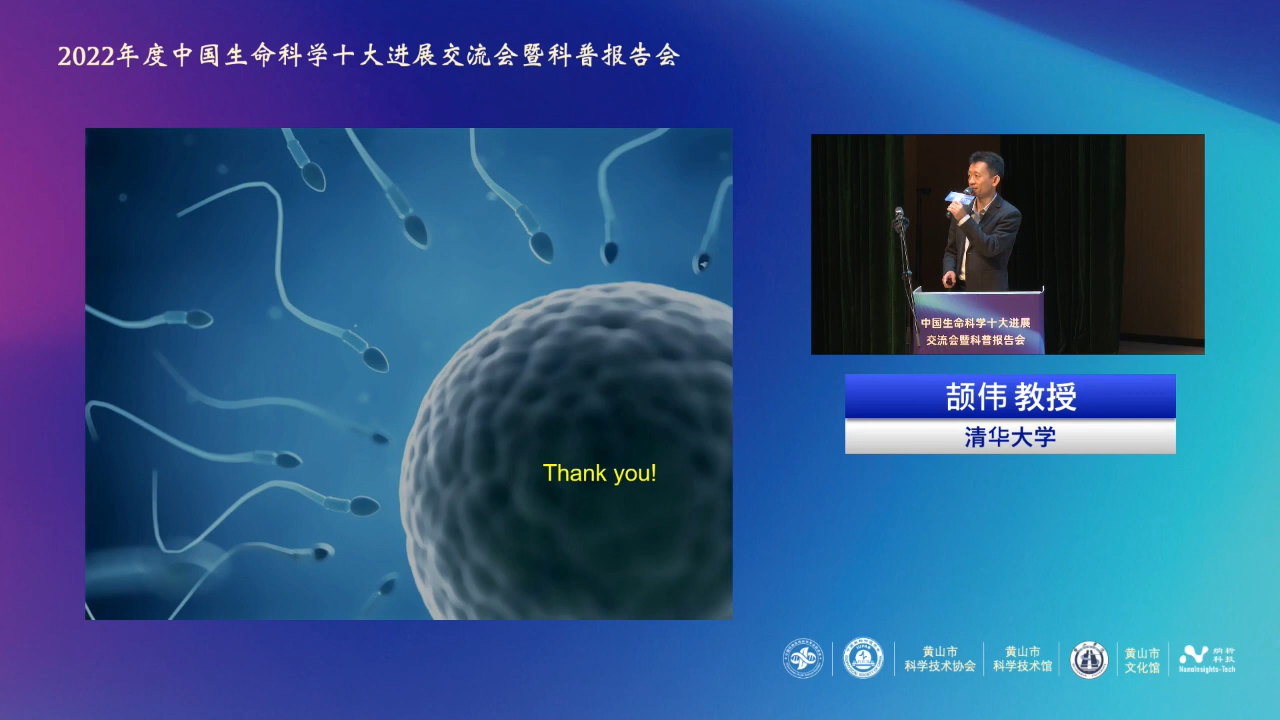 2022年度中国生命科学十大进展交流会暨科普报告会
Thank you!
中国生命科学十大进展
交流会暨科普报告会
颉伟 教授
清华大学
黄山市
科学技术协会
黄山市
科学技术馆
黄山市
文化馆
纳析
科技
NanoInsights-Tech